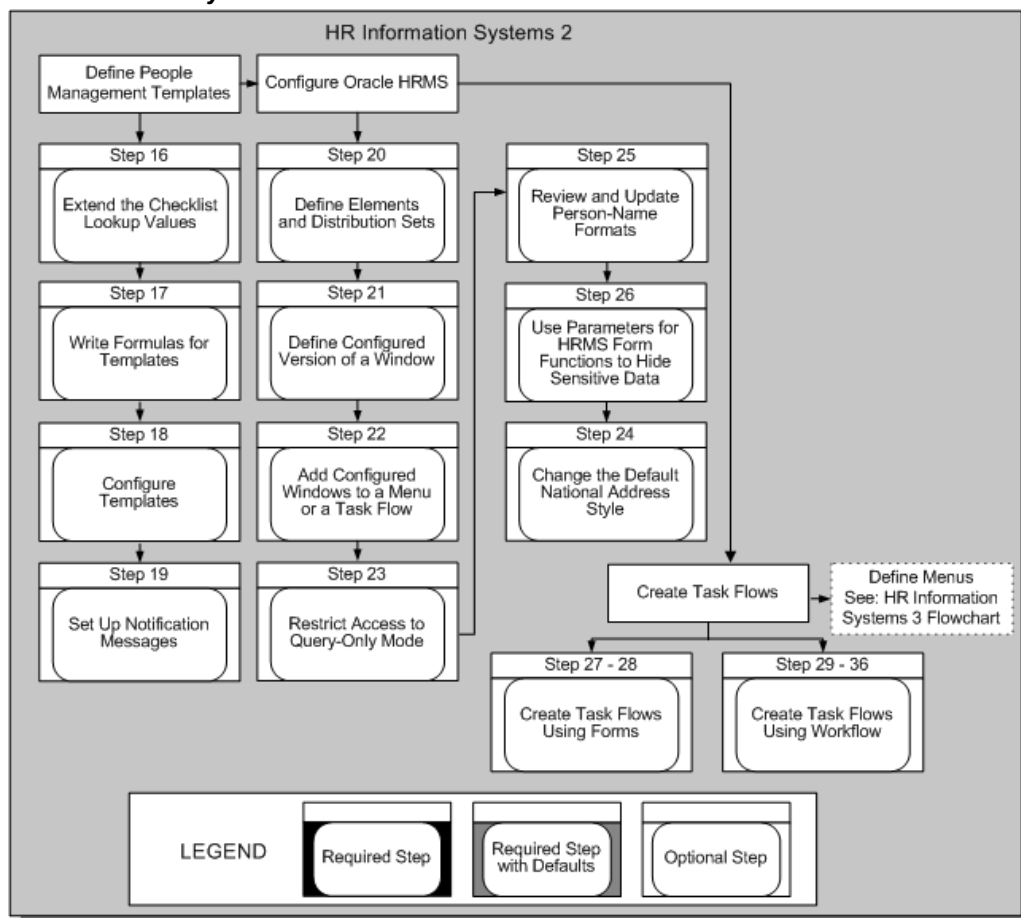 HR Information Systems 2
Define People
Management Templates
Configure Oracle HRMS
Step 16
Extend the Checklist
Lookup Values
Step 17
Write Formulas for
Templates
Step 18
Configure
Templates
Step 19
Set Up Notification
Messages
Step 20
Define Elements
and Distribution Sets
Step 21
Define Configured
Version of a Window
Step 22
Add Configured
Windows to a Menu
or a Task Flow
Step 23
Restrict Access to
Query-Only Mode
Step 25
Review and Update
Person-Name
Formats
Step 26
Use Parameters for
HRMS Form
Functions to Hide
Sensitive Data
Step 24
Change the Default
National Address
Style
Create Task Flows
Define Menus
See: HR Information
Systems 3 Flowchart
Step 27 - 28
Create Task Flows
Using Forms
Step 29 - 36
Create Task Flows
Using Workflow
LEGEND
Required Step
Required Step
with Defaults
Optional Step